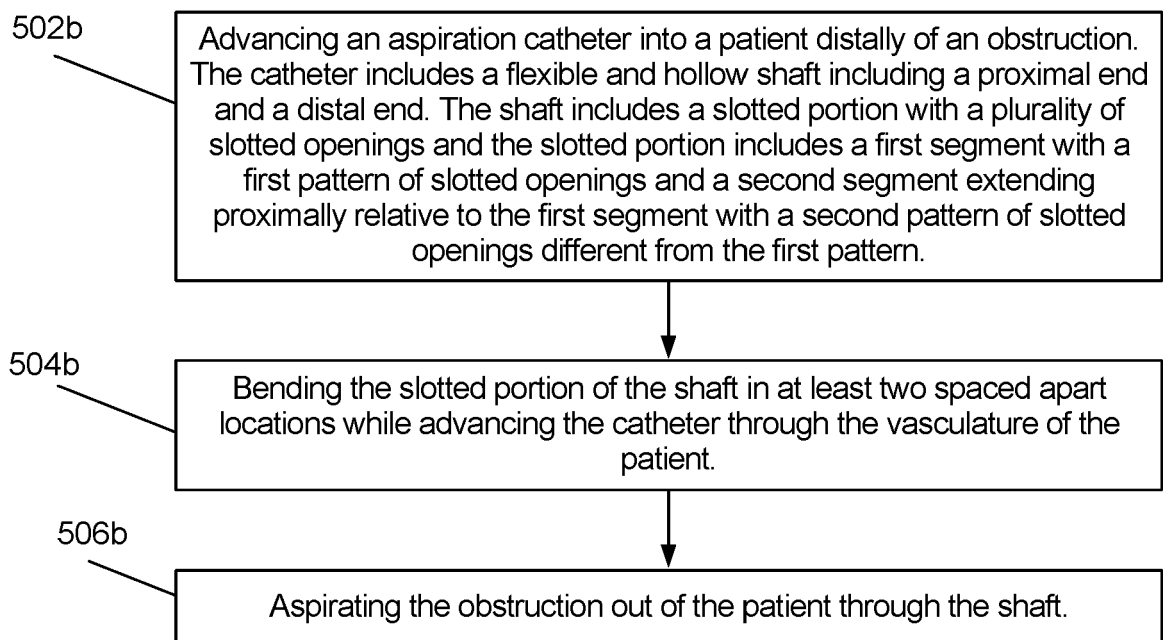 502b
Advancing an aspiration catheter into a patient distally of an obstruction.
The catheter includes a flexible and hollow shaft including a proximal end
and a distal end. The shaft includes a slotted portion with a plurality of
slotted openings and the slotted portion includes a first segment with a
first pattern of slotted openings and a second segment extending
proximally relative to the first segment with a second pattern of slotted
openings different from the first pattern.
504b
Bending the slotted portion of the shaft in at least two spaced apart
locations while advancing the catheter through the vasculature of the
patient.
506b
Aspirating the obstruction out of the patient through the shaft.